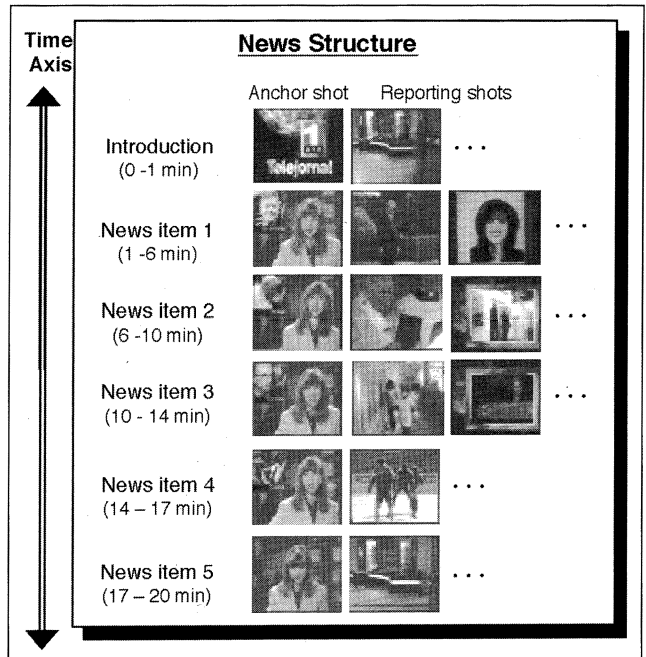 Time
Axis
News Structure
Anchor shot
Reporting shots
Introduction
(0 -1 min)
1
Telejornal
. . .
News item 1
(1 -6 min)
. . .
News item 2
(6 -10 min)
. . .
News item 3
(10 - 14 min)
. . .
News item 4
(14 – 17 min)
. . .
News item 5
(17 – 20 min)
. . .